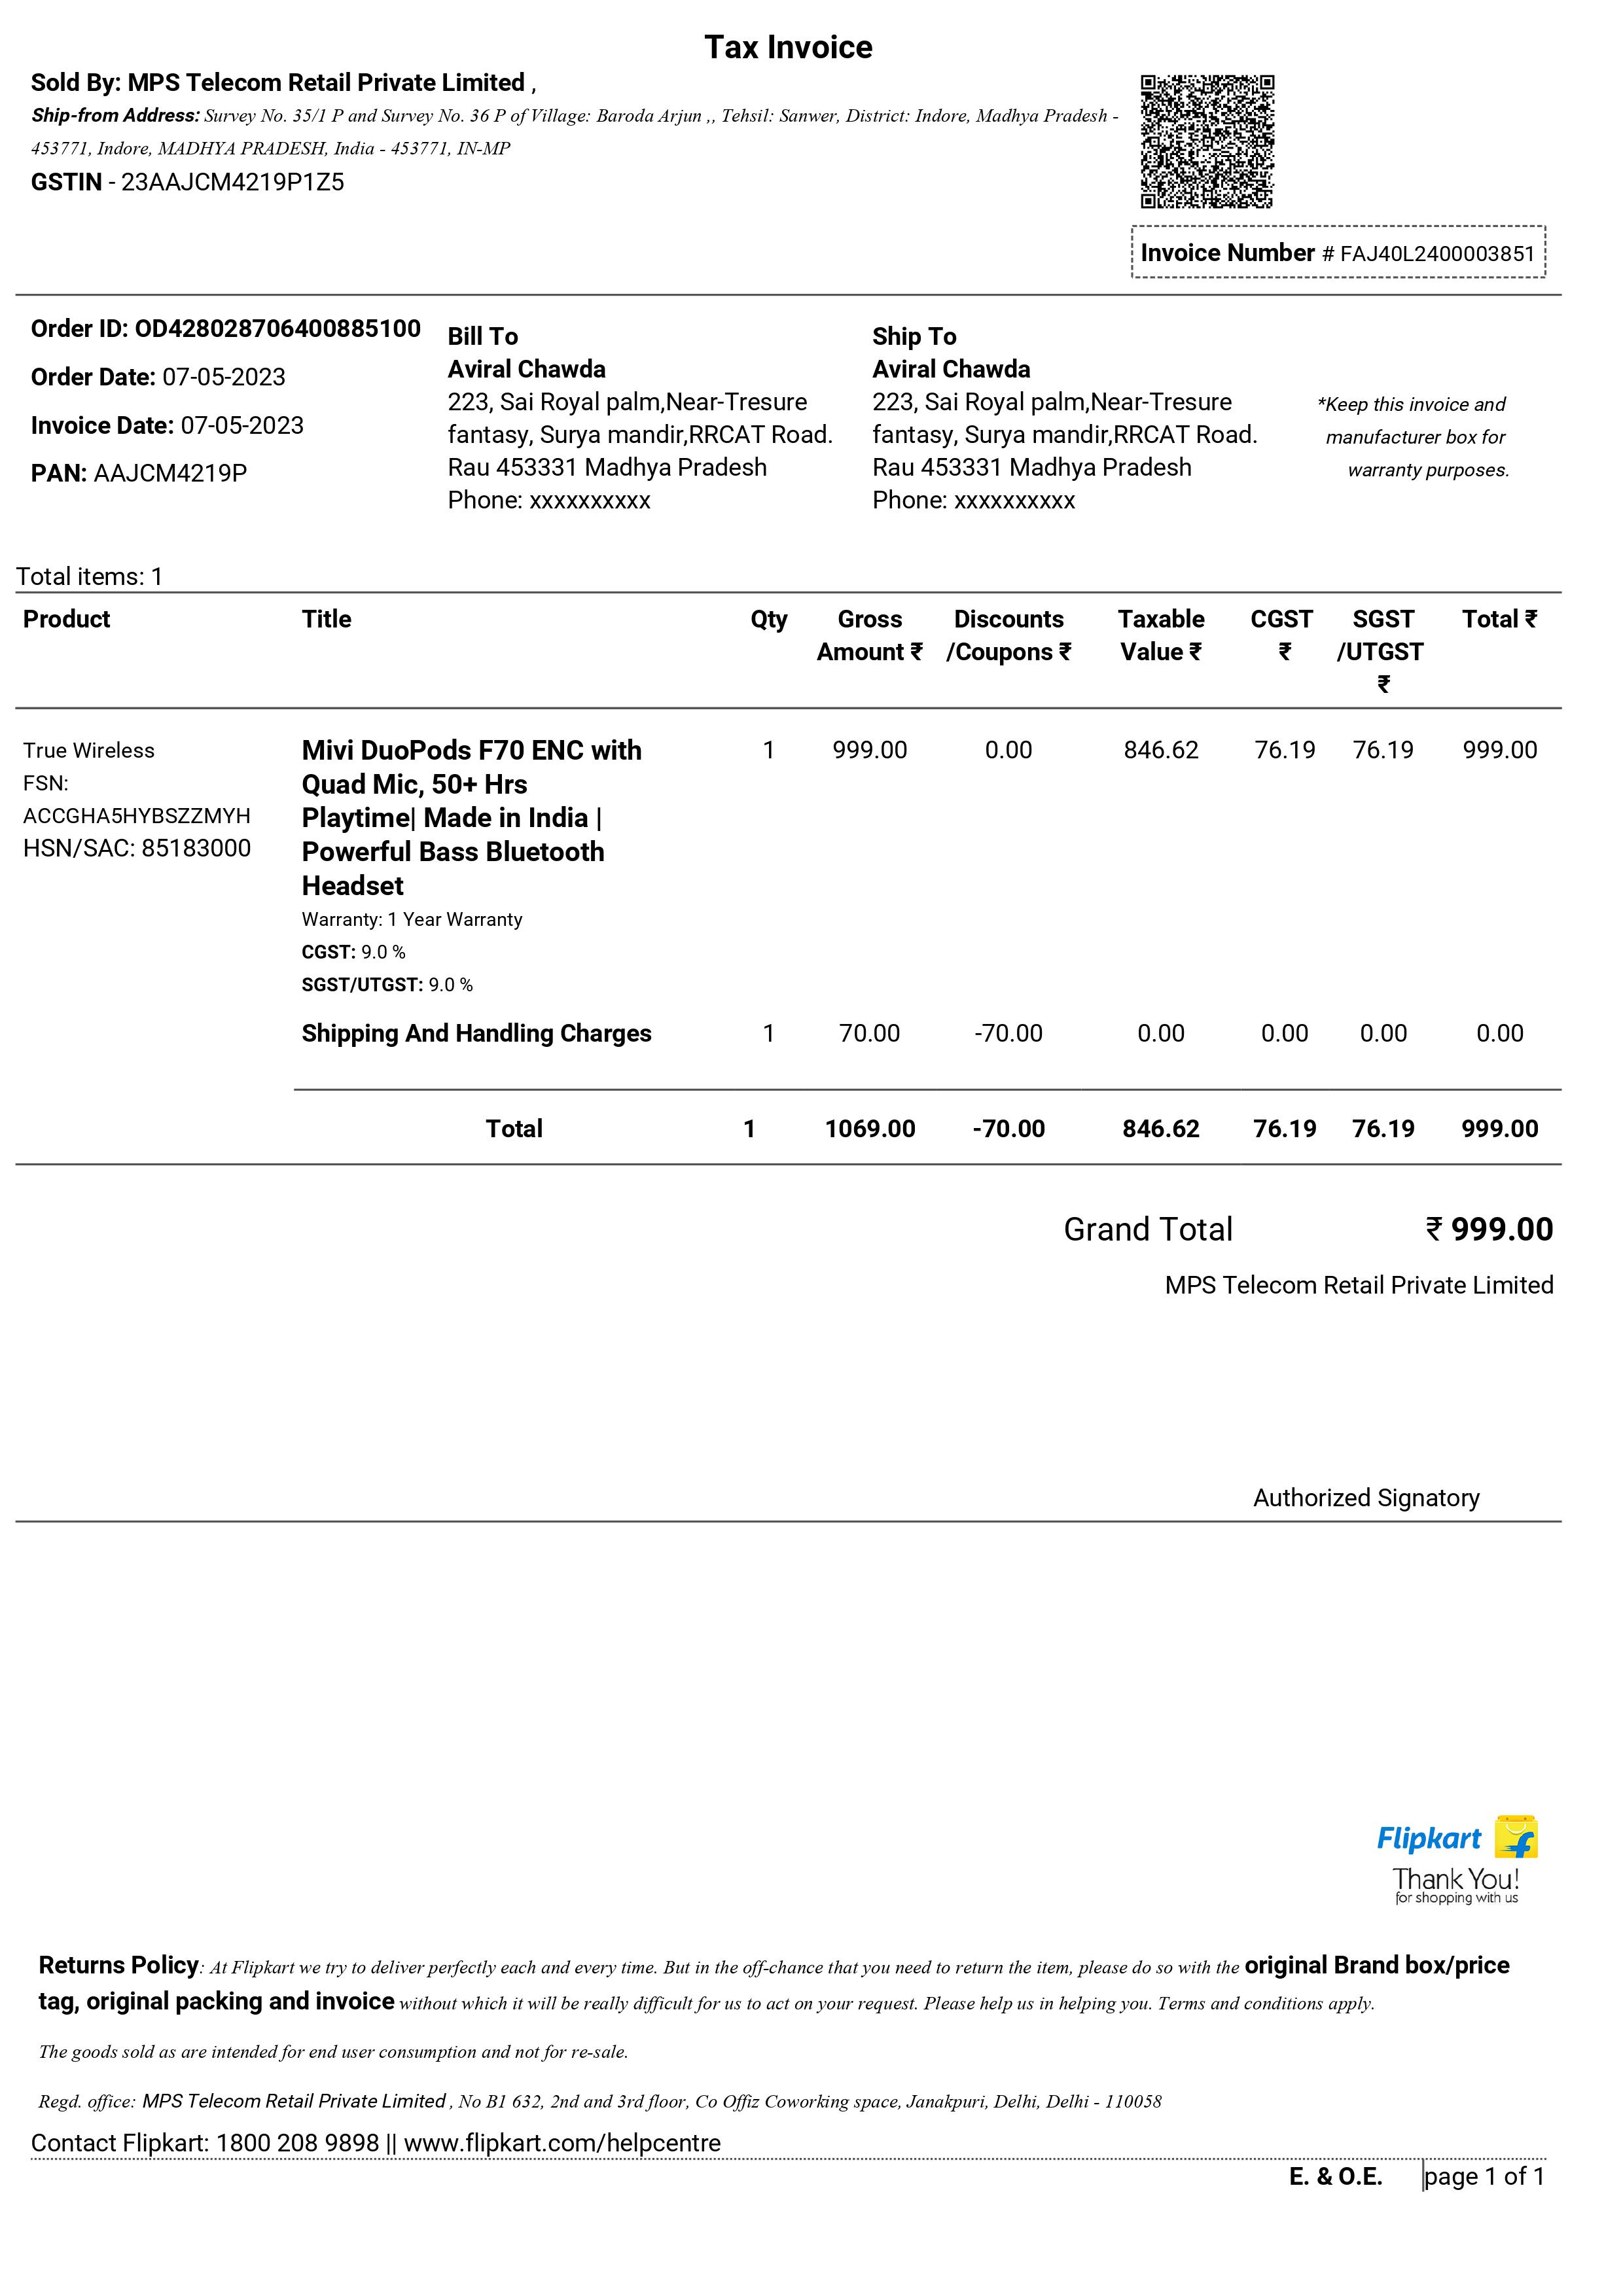 Tax Invoice
Sold By: MPS Telecom Retail Private Limited ,
Ship-from Address: Survey No. 35/1 P and Survey No. 36 P of Village: Baroda Arjun ,, Tehsil: Sanwer, District: Indore, Madhya Pradesh -
453771, Indore, MADHYA PRADESH, India - 453771, IN-MP
GSTIN - 23AAJCM4219P1Z5
Invoice Number # FAJ40L2400003851
Order ID: OD428028706400885100
Order Date: 07-05-2023
Invoice Date: 07-05-2023
PAN: AAJCM4219P
Bill To
Aviral Chawda
223, Sai Royal palm,Near-Tresure
fantasy, Surya mandir,RRCAT Road.
Rau 453331 Madhya Pradesh
Phone: xxxxxxxxxx
Ship To
Aviral Chawda
223, Sai Royal palm,Near-Tresure
fantasy, Surya mandir,RRCAT Road.
Rau 453331 Madhya Pradesh
Phone: xxxxxxxxxx
*Keep this invoice and
manufacturer box for
warranty purposes.
Total items: 1
Product Title Qty Gross Discounts Taxable CGST SGST Total ₹
Amount ₹ /Coupons ₹ Value ₹ ₹ /UTGST
₹
True Wireless
FSN:
ACCGHA5HYBSZZMYH
HSN/SAC: 85183000
Mivi DuoPods F70 ENC with 1 999.00 0.00 846.62 76.19 76.19 999.00
Quad Mic, 50+ Hrs
Playtime| Made in India |
Powerful Bass Bluetooth
Headset
Warranty: 1 Year Warranty
CGST: 9.0 %
SGST/UTGST: 9.0 %
Shipping And Handling Charges 1 70.00 -70.00 0.00 0.00 0.00 0.00
Total 1 1069.00 -70.00 846.62 76.19 76.19 999.00
Grand Total ₹ 999.00
MPS Telecom Retail Private Limited
Authorized Signatory
Flipkart
Thank You!
for shopping with us
Returns Policy: At Flipkart we try to deliver perfectly each and every time. But in the off-chance that you need to return the item, please do so with the original Brand box/price
tag, original packing and invoice without which it will be really difficult for us to act on your request. Please help us in helping you. Terms and conditions apply.
The goods sold as are intended for end user consumption and not for re-sale.
Regd. office: MPS Telecom Retail Private Limited , No B1 632, 2nd and 3rd floor, Co Offiz Coworking space, Janakpuri, Delhi, Delhi - 110058
Contact Flipkart: 1800 208 9898 || www.flipkart.com/helpcentre
E. & O.E. page 1 of 1